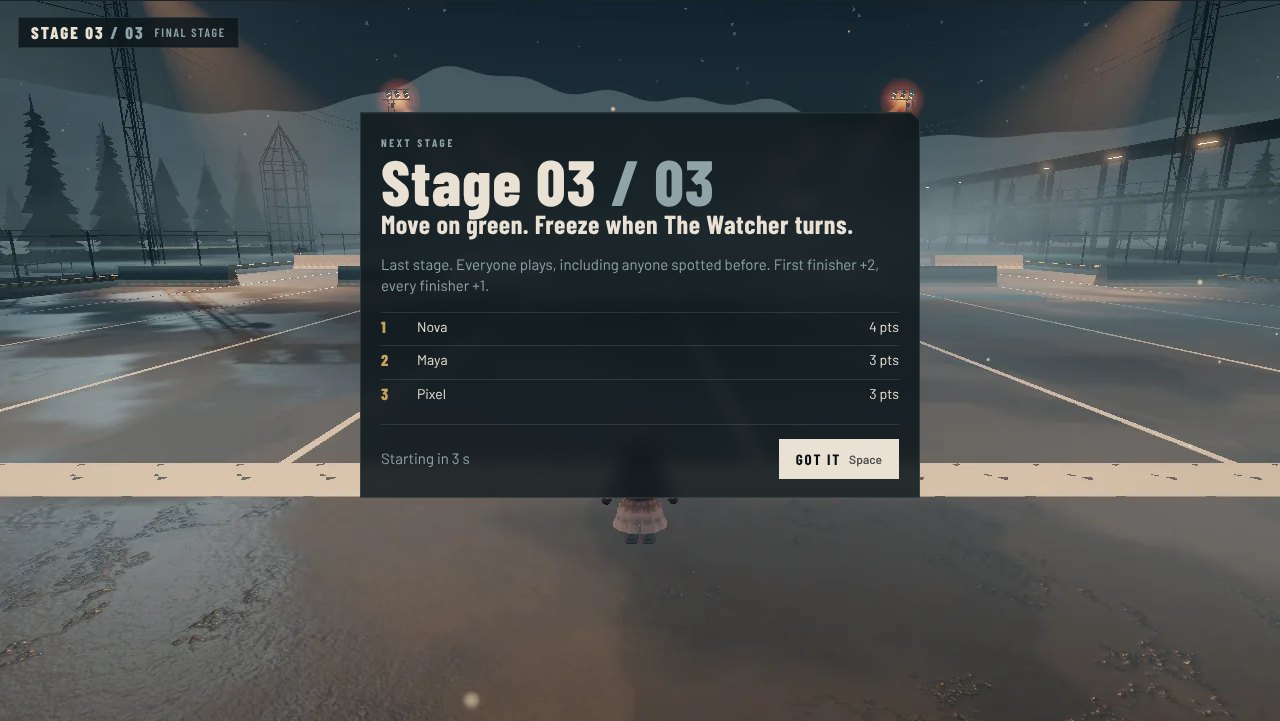 STAGE 03 / 03 FINAL STAGE
NEXT STAGE
Stage 03 / 03
Move on green. Freeze when The Watcher turns.
Last stage. Everyone plays, including anyone spotted before. First finisher +2,
every finisher +1.
1 Nova 4 pts
2 Maya 3 pts
3 Pixel 3 pts
Starting in 3 s
GOT IT Space